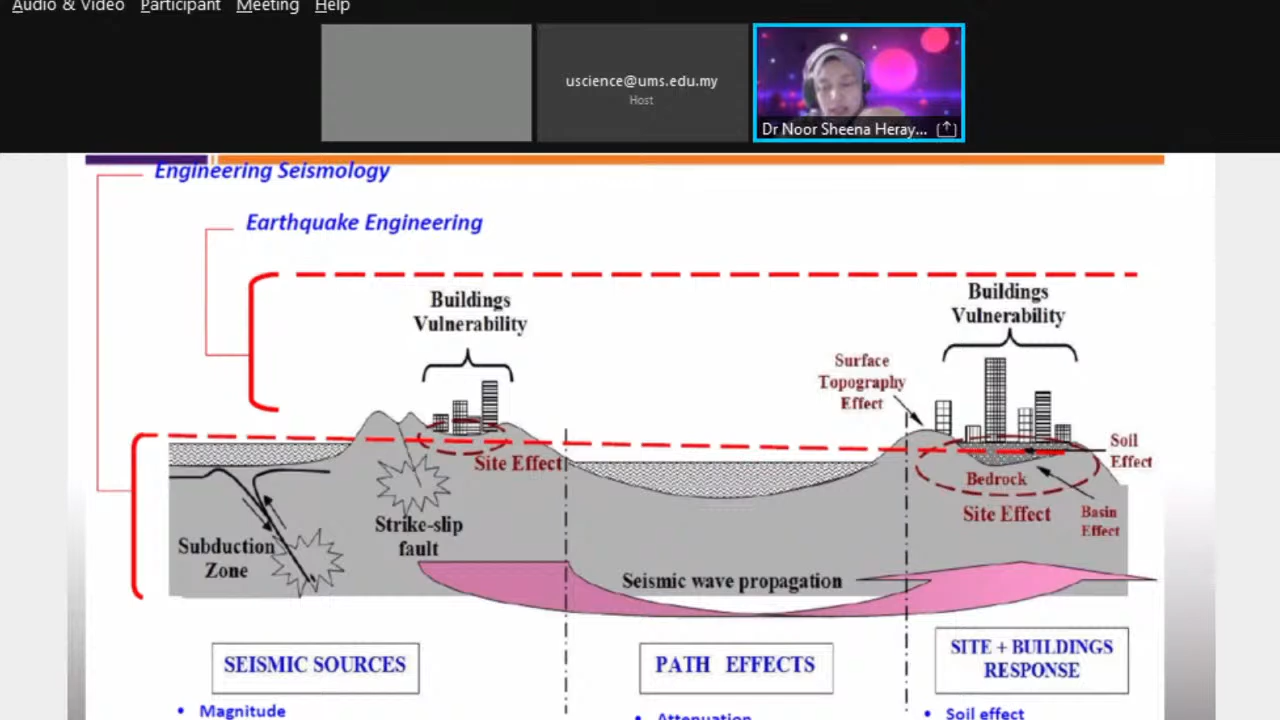 Audio & Video Participant Meeting Help
uscience@ums.edu.my
Host
Dr Noor Sheena Heray...
Engineering Seismology
Earthquake Engineering
Buildings
Vulnerability
Buildings
Vulnerability
Surface
Topography
Effect
Soil
Effect
Site Effect
Bedrock
Site Effect
Basin
Effect
Strike-slip
fault
Subduction
Zone
Seismic wave propagation
SEISMIC SOURCES
PATH EFFECTS
SITE + BUILDINGS
RESPONSE
• Magnitude
• Attenuation
• Soil effect